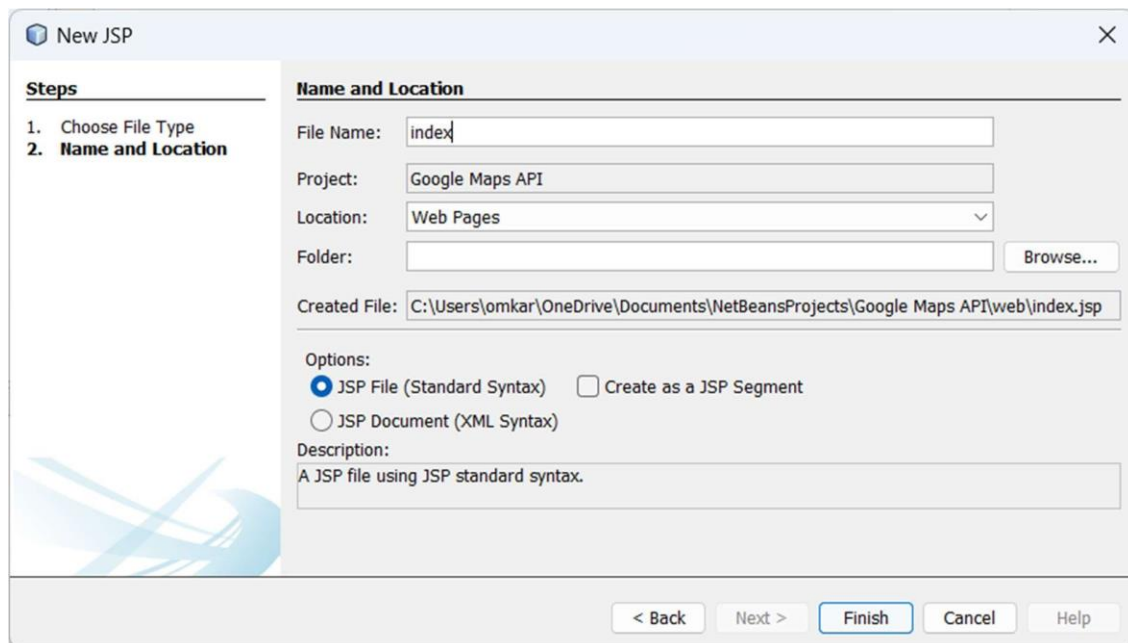 New JSP
Steps
1. Choose File Type
2. Name and Location
Name and Location
File Name: index
Project: Google Maps API
Location: Web Pages
Folder: Browse...
Created File: C:\Users\omkar\OneDrive\Documents\NetBeansProjects\Google Maps API\web\index.jsp
Options:
JSP File (Standard Syntax) Create as a JSP Segment
JSP Document (XML Syntax)
Description:
A JSP file using JSP standard syntax.
< Back Next > Finish Cancel Help